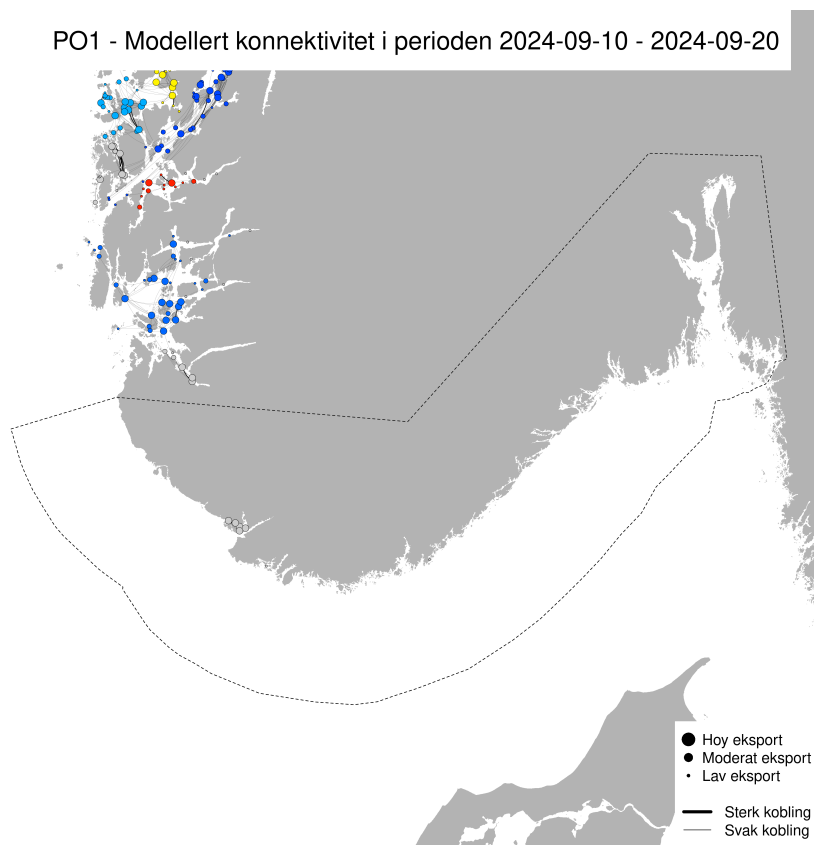 PO1 - Modellert konnektivitet i perioden 2024-09-10 - 2024-09-20
Hoy eksport
Moderat eksport
Lav eksport
Sterk kobling
Svak kobling